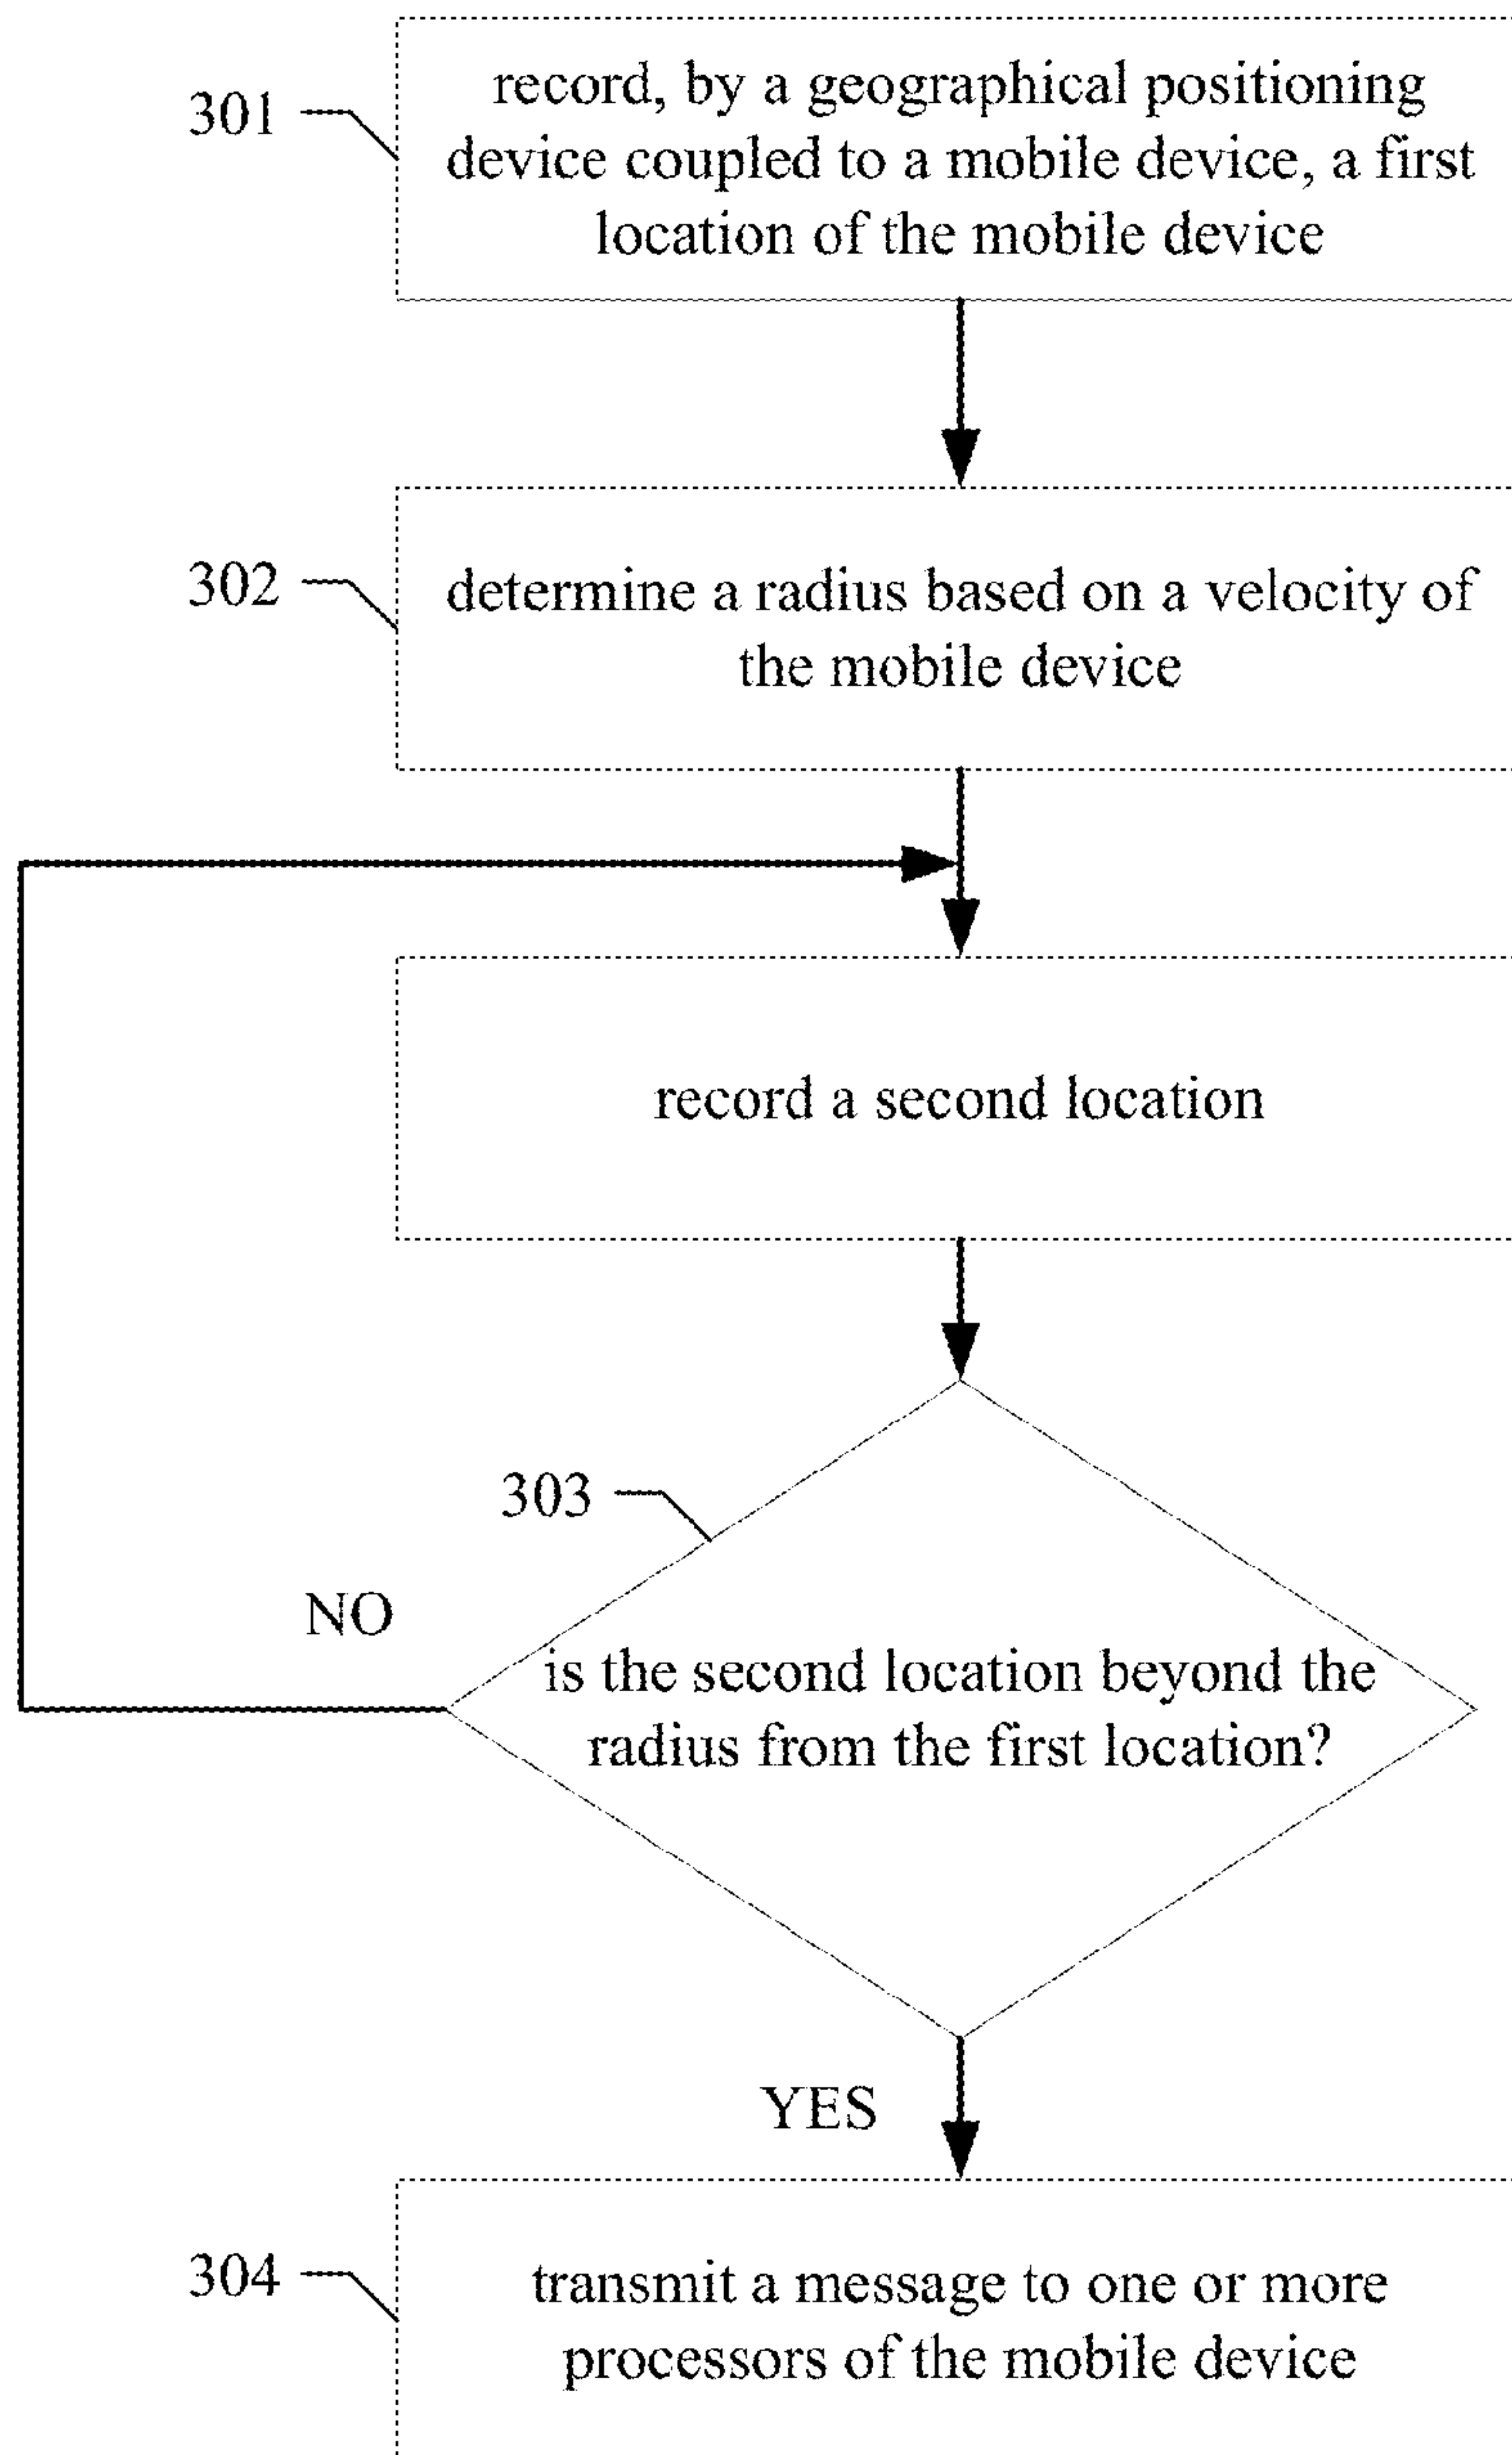 301
record, by a geographical positioning
device coupled to a mobile device, a first
location of the mobile device
302
determine a radius based on a velocity of
the mobile device
record a second location
303
NO
is the second location beyond the
radius from the first location?
YES
304
transmit a message to one or more
processors of the mobile device